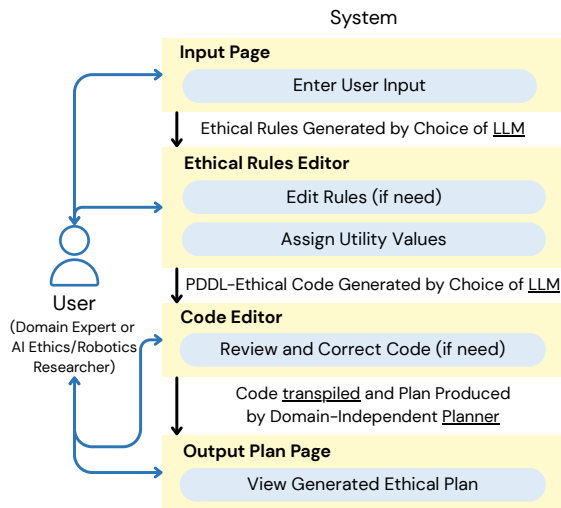 System
Input Page
Enter User Input
Ethical Rules Generated by Choice of LLM
Ethical Rules Editor
Edit Rules (if need)
Assign Utility Values
PDDL-Ethical Code Generated by Choice of LLM
User
(Domain Expert or
AI Ethics/Robotics
Researcher)
Code Editor
Review and Correct Code (if need)
Code transpiled and Plan Produced
by Domain-Independent Planner
Output Plan Page
View Generated Ethical Plan